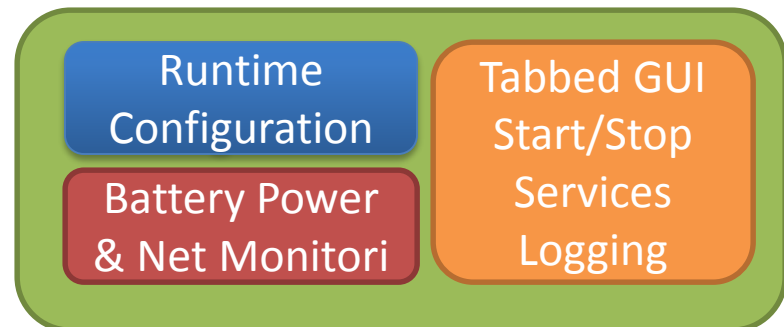 Runtime
Configuration
Battery Power
& Net Monitori
Tabbed GUI
Start/Stop
Services
Logging